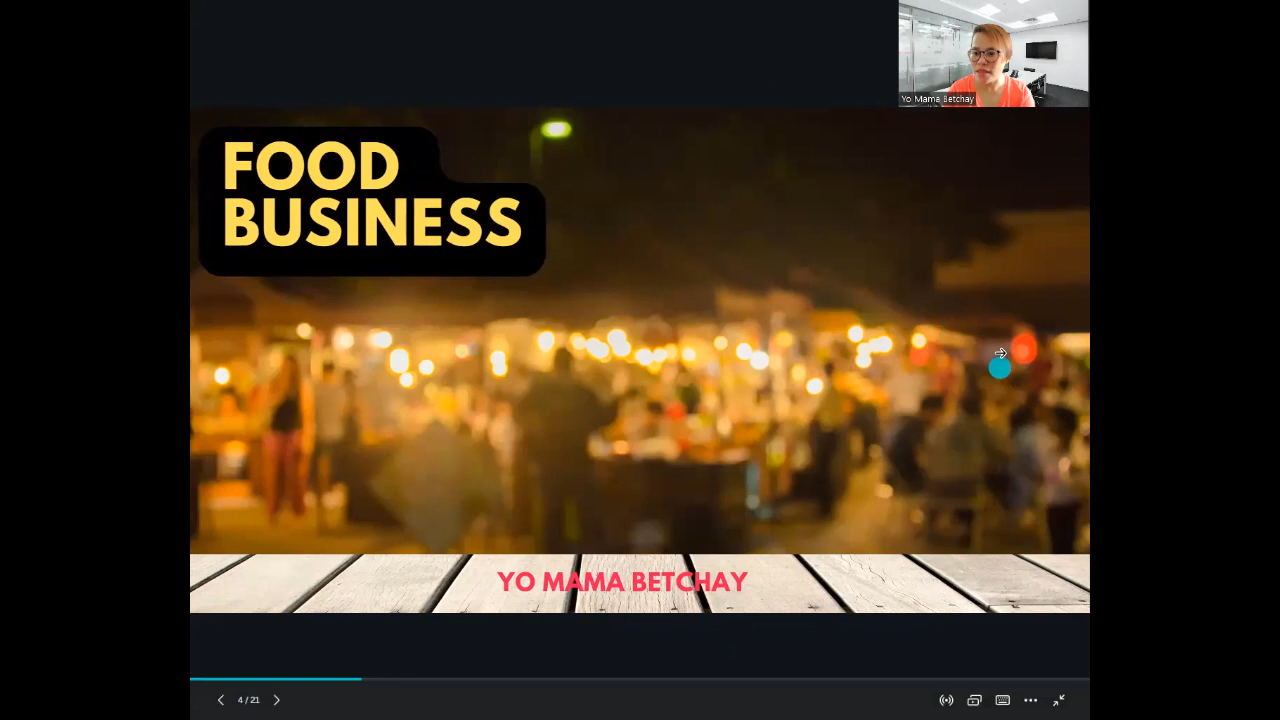 Yo Mama Betchay
FOOD
BUSINESS
YO MAMA BETCHAY
4 / 21